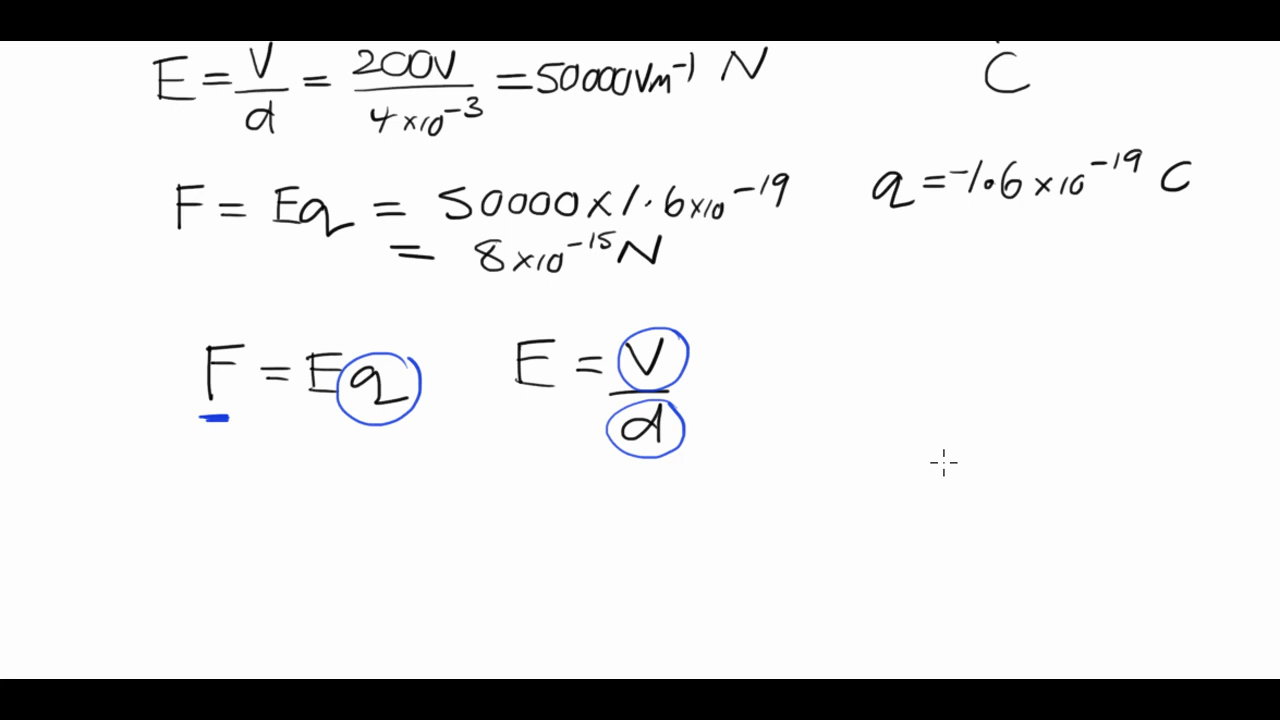 E = V/d = 200V/4×10⁻³ = 50000Vm⁻¹ N C
F = Eq = 50000×1.6×10⁻¹⁹ q = -1.6×10⁻¹⁹ C
= 8×10⁻¹⁵N
F = Eq E = V/d